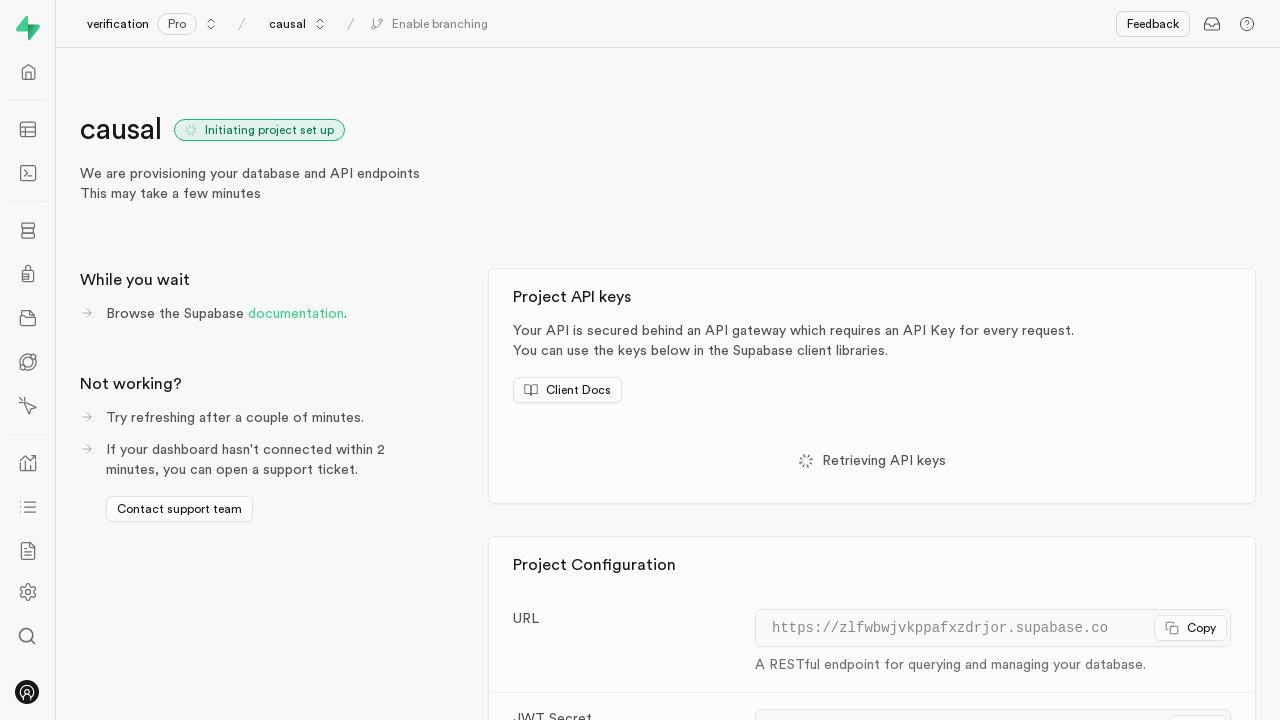 verification Pro / causal / Enable branching Feedback
causal Initiating project set up
We are provisioning your database and API endpoints
This may take a few minutes
While you wait
Browse the Supabase documentation.
Not working?
Try refreshing after a couple of minutes.
If your dashboard hasn't connected within 2
minutes, you can open a support ticket.
Contact support team
Project API keys
Your API is secured behind an API gateway which requires an API Key for every request.
You can use the keys below in the Supabase client libraries.
Client Docs
Retrieving API keys
Project Configuration
URL
https://zlfwbwjvkppafxzdrjor.supabase.co Copy
A RESTful endpoint for querying and managing your database.
JWT Secret